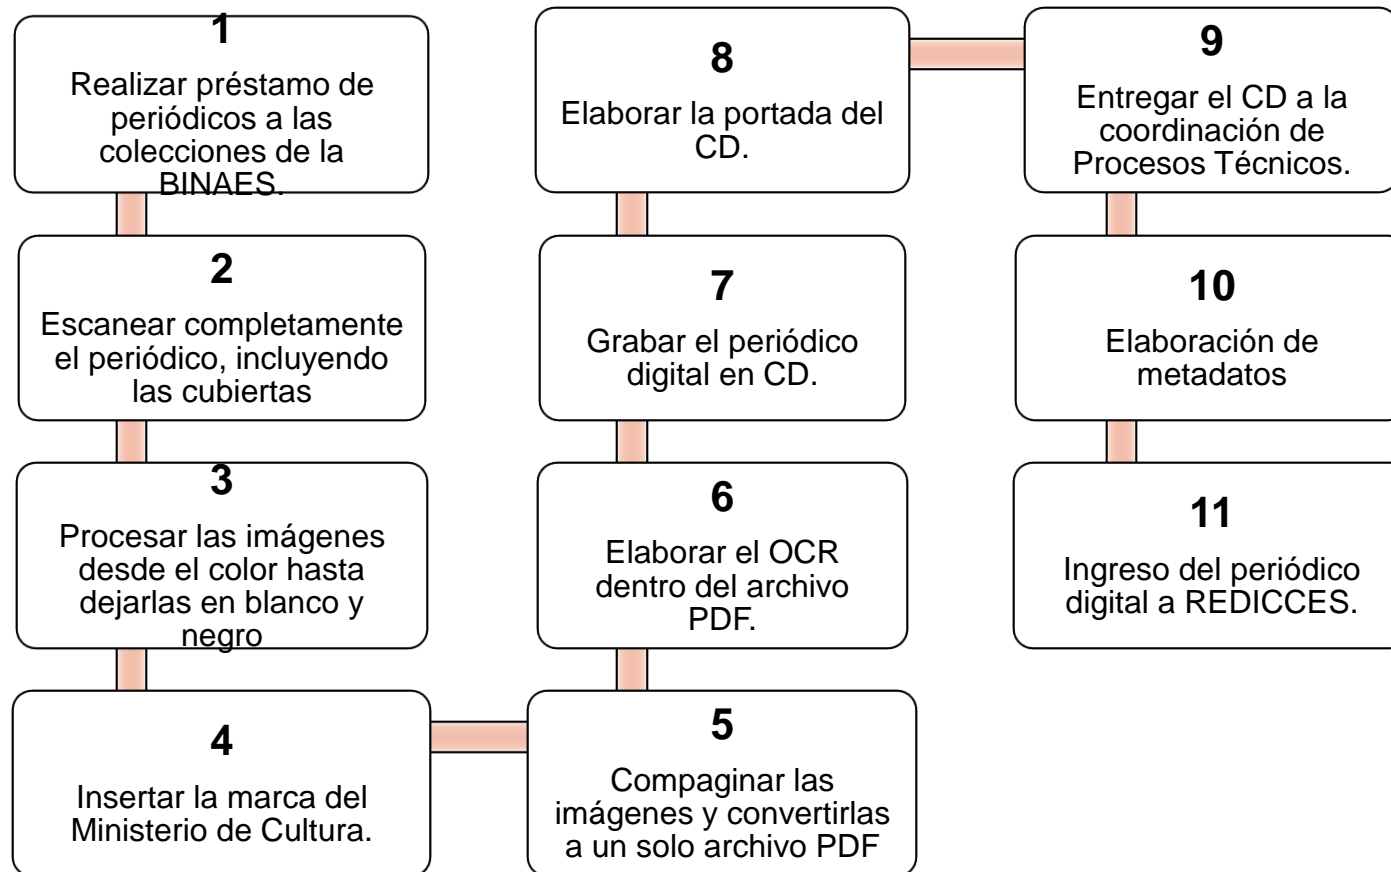 1
Realizar préstamo de
periódicos a las
colecciones de la
BINAES.
2
Escanear completamente
el periódico, incluyendo
las cubiertas
3
Procesar las imágenes
desde el color hasta
dejarlas en blanco y
negro
4
Insertar la marca del
Ministerio de Cultura.
5
Compaginar las
imágenes y convertirlas
a un solo archivo PDF
6
Elaborar el OCR
dentro del archivo
PDF.
7
Grabar el periódico
digital en CD.
8
Elaborar la portada del
CD.
9
Entregar el CD a la
coordinación de
Procesos Técnicos.
10
Elaboración de
metadatos
11
Ingreso del periódico
digital a REDICCES.